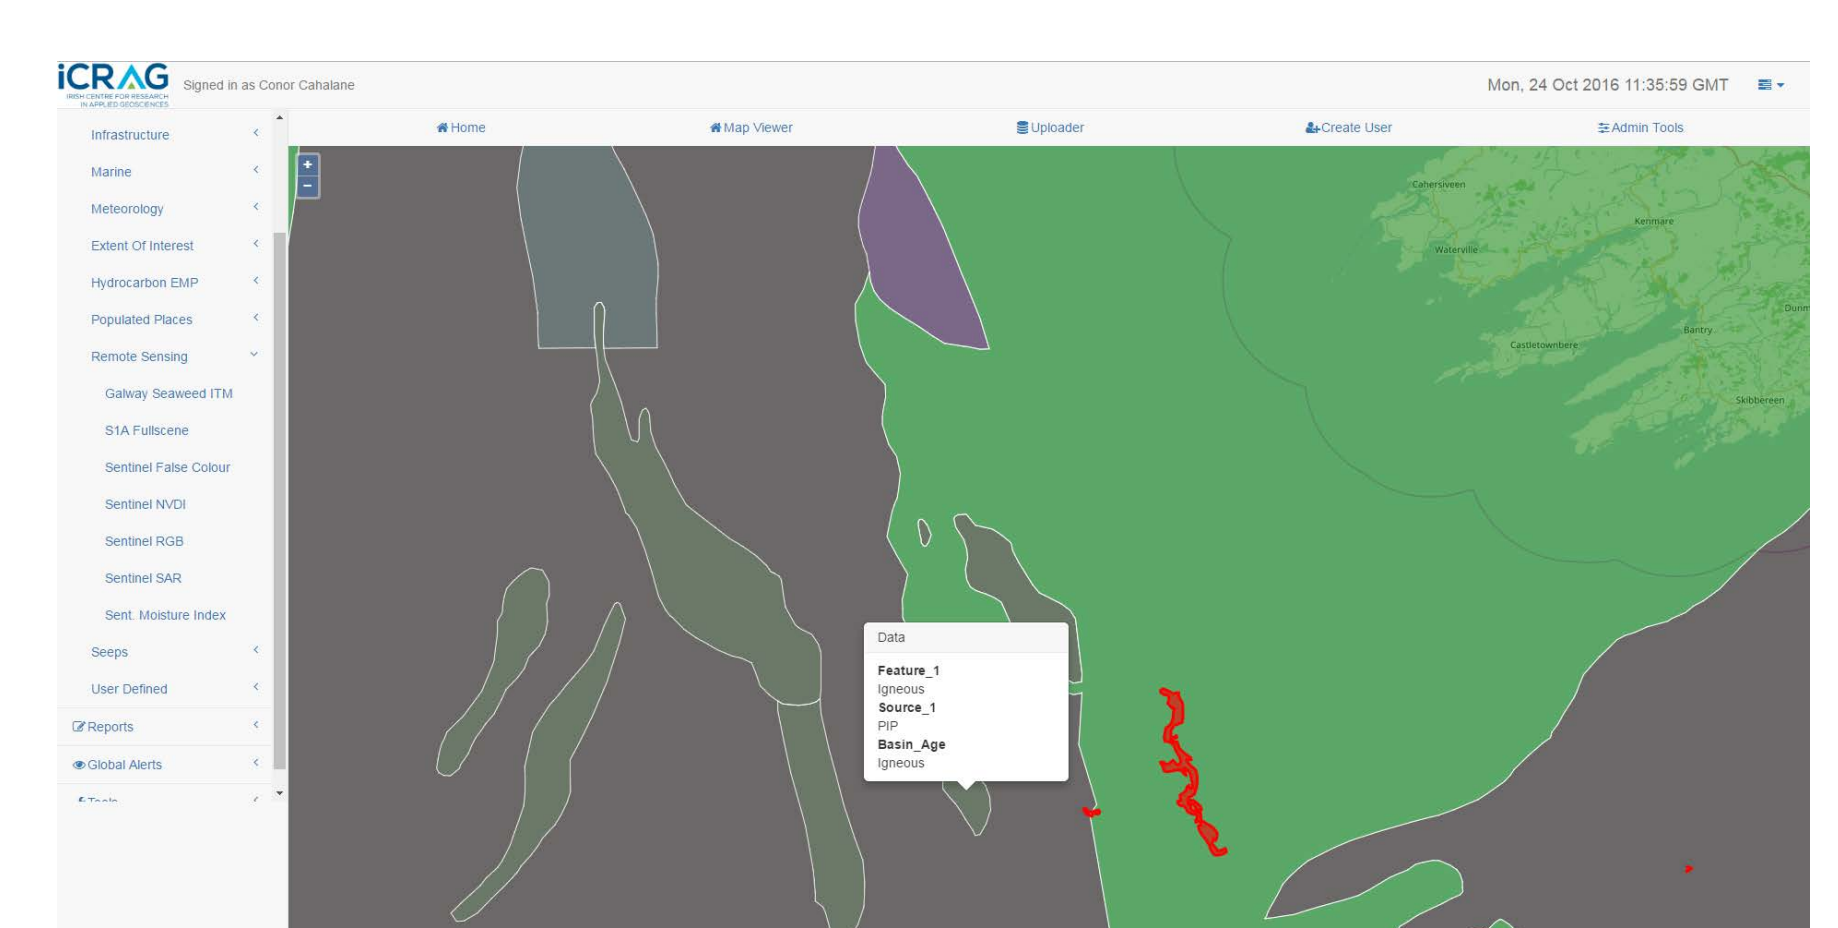 iCRAG
IRISH CENTRE FOR RESEARCH
IN APPLIED GEOSCIENCES
Signed in as Conor Cahalane
Mon, 24 Oct 2016 11:35:59 GMT
Home
Map Viewer
Uploader
Create User
Admin Tools
Infrastructure
Marine
Meteorology
Extent Of Interest
Hydrocarbon EMP
Populated Places
Remote Sensing
Galway Seaweed ITM
S1A Fullscene
Sentinel False Colour
Sentinel NVDI
Sentinel RGB
Sentinel SAR
Sent. Moisture Index
Seeps
User Defined
Reports
Global Alerts
Tools
+
−
Cahersiveen
Kenmare
Waterville
Dunm
Bantry
Castletownbere
Skibbereen
Data
Feature_1
Igneous
Source_1
PIP
Basin_Age
Igneous